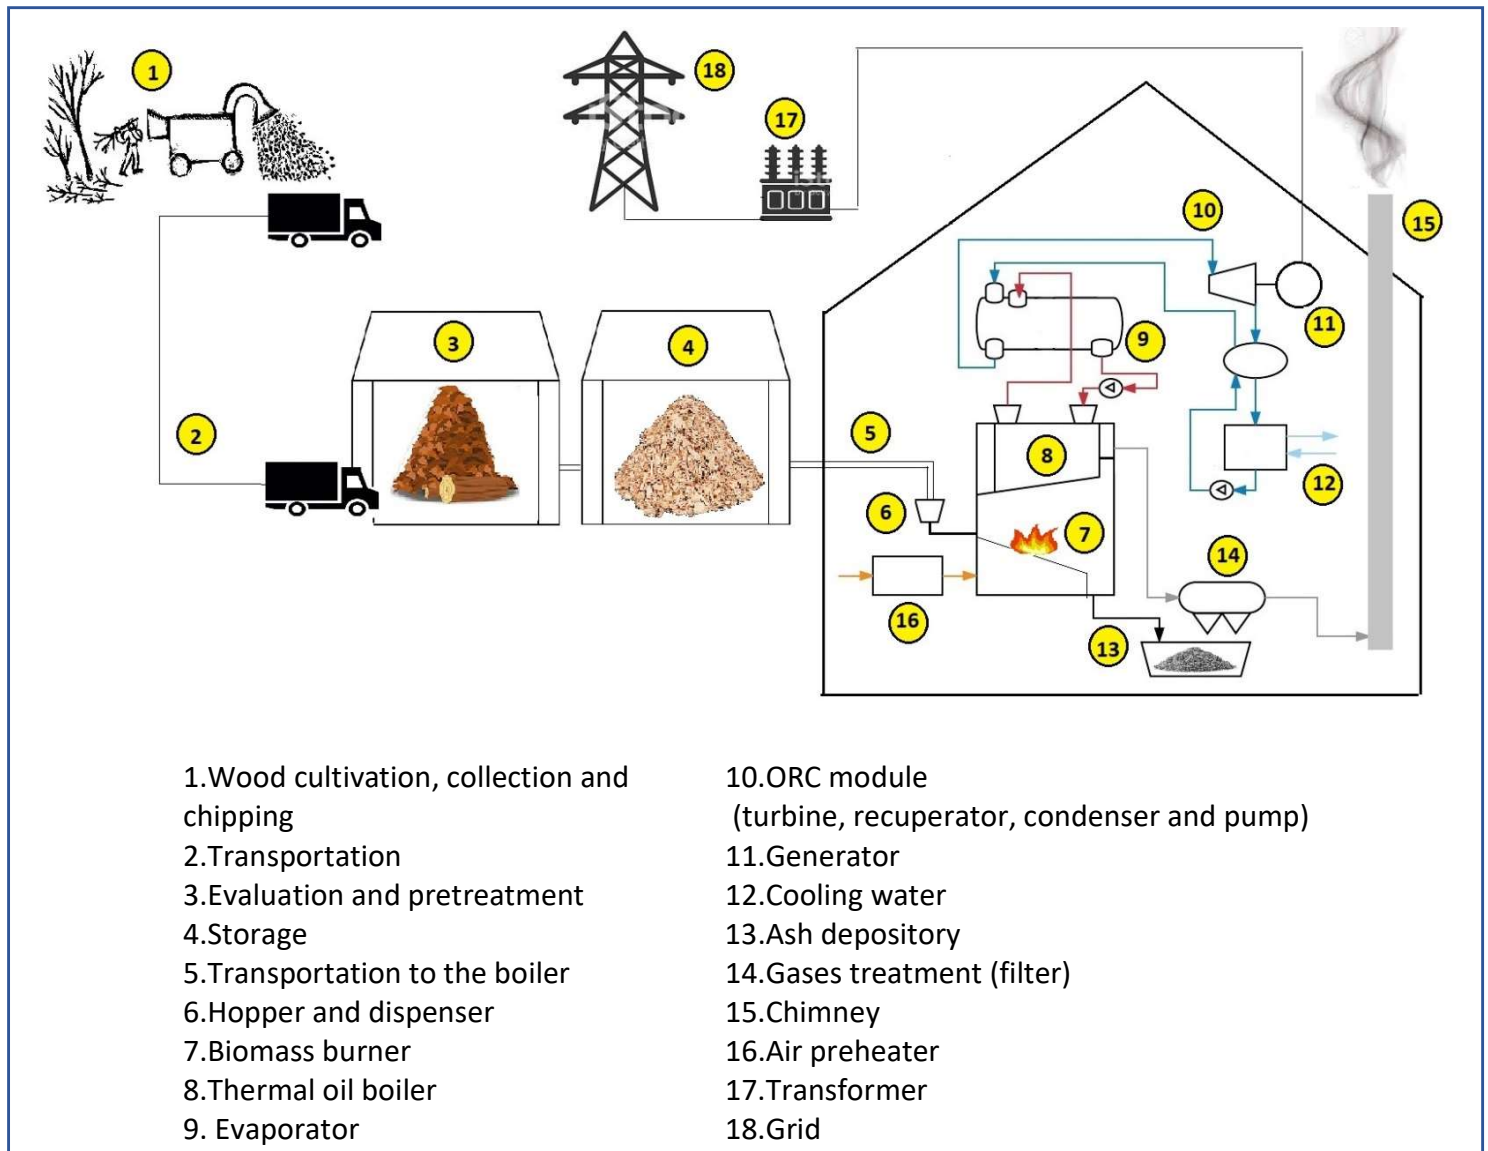 1
18
17
10
15
11
3
4
9
5
2
8
12
6
7
14
16
13
1.Wood cultivation, collection and
chipping
2.Transportation
3.Evaluation and pretreatment
4.Storage
5.Transportation to the boiler
6.Hopper and dispenser
7.Biomass burner
8.Thermal oil boiler
9. Evaporator
10.ORC module
(turbine, recuperator, condenser and pump)
11.Generator
12.Cooling water
13.Ash depository
14.Gases treatment (filter)
15.Chimney
16.Air preheater
17.Transformer
18.Grid